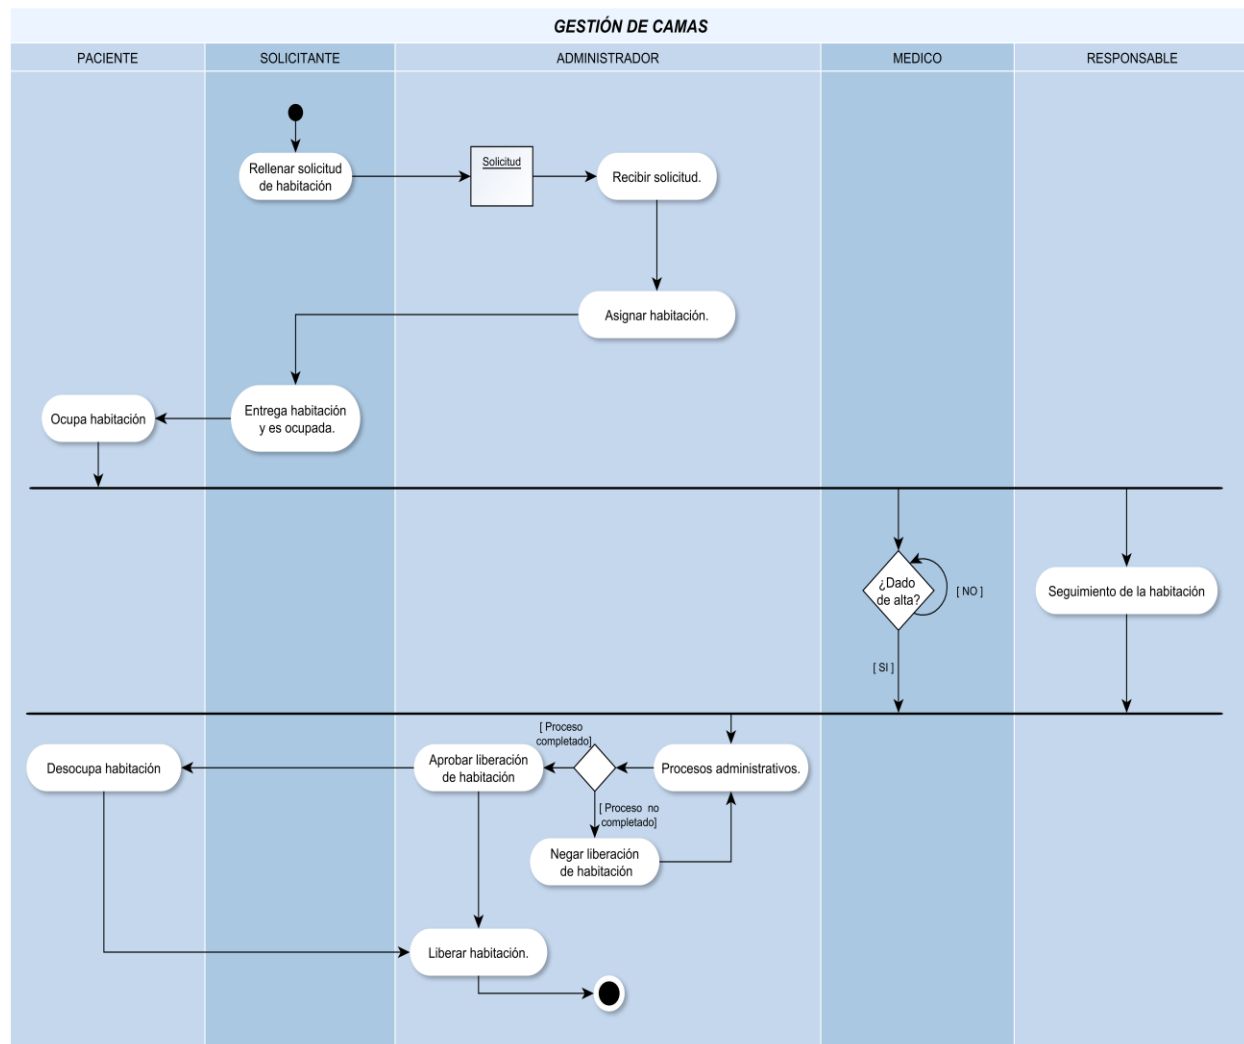 GESTIÓN DE CAMAS
PACIENTE
SOLICITANTE
ADMINISTRADOR
MEDICO
RESPONSABLE
Rellenar solicitud
de habitación
Solicitud
Recibir solicitud.
Asignar habitación.
Ocupa habitación
Entrega habitación
y es ocupada.
¿Dado
de alta?
[ NO ]
Seguimiento de la habitación
[ SI ]
[ Proceso
completado]
Desocupa habitación
Aprobar liberación
de habitación
Procesos administrativos.
[ Proceso no
completado]
Negar liberación
de habitación
Liberar habitación.